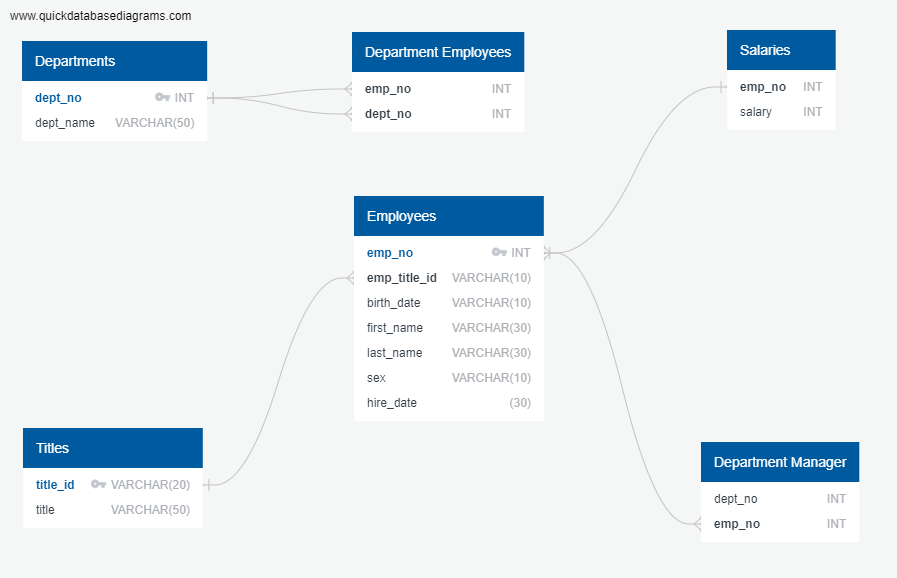 www.quickdatabasediagrams.com
Departments
dept_no INT
dept_name VARCHAR(50)
Department Employees
emp_no INT
dept_no INT
Salaries
emp_no INT
salary INT
Employees
emp_no INT
emp_title_id VARCHAR(10)
birth_date VARCHAR(10)
first_name VARCHAR(30)
last_name VARCHAR(30)
sex VARCHAR(10)
hire_date (30)
Titles
title_id VARCHAR(20)
title VARCHAR(50)
Department Manager
dept_no INT
emp_no INT